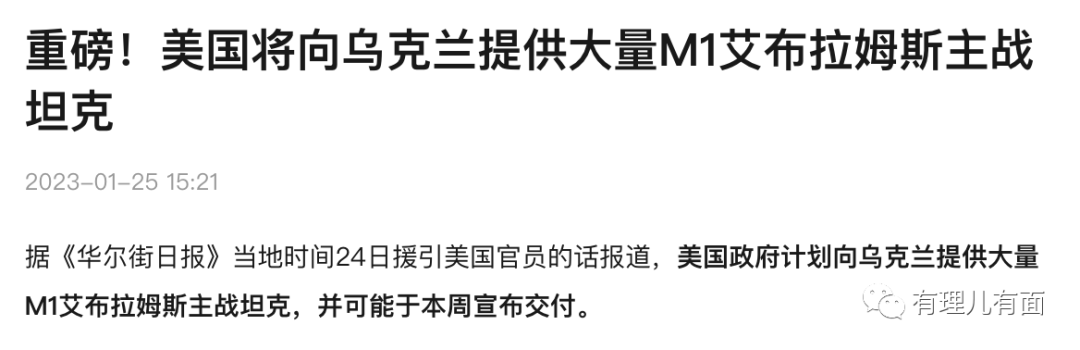 重磅！美国将向乌克兰提供大量M1艾布拉姆斯主战
坦克
2023-01-25 15:21
据《华尔街日报》当地时间24日援引美国官员的话报道，美国政府计划向乌克兰提供大量
M1艾布拉姆斯主战坦克，并可能于本周宣布交付。
有理儿有面